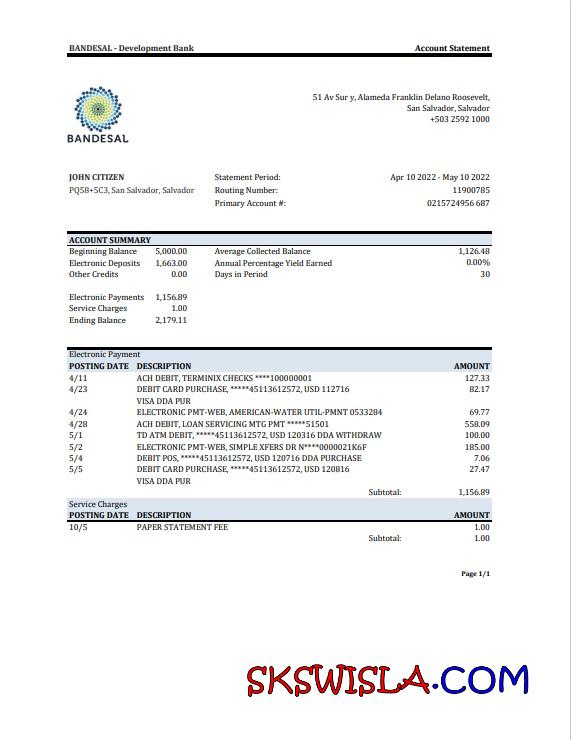 BANDESAL - Development Bank Account Statement
51 Av Sur y, Alameda Franklin Delano Roosevelt,
San Salvador, Salvador
+503 2592 1000
BANDESAL
JOHN CITIZEN Statement Period: Apr 10 2022 - May 10 2022
PQ58+5C3, San Salvador, Salvador Routing Number: 11900785
Primary Account #: 0215724956 687
ACCOUNT SUMMARY
Beginning Balance 5,000.00 Average Collected Balance 1,126.48
Electronic Deposits 1,663.00 Annual Percentage Yield Earned 0.00%
Other Credits 0.00 Days in Period 30
Electronic Payments 1,156.89
Service Charges 1.00
Ending Balance 2,179.11
Electronic Payment
POSTING DATE DESCRIPTION AMOUNT
4/11 ACH DEBIT, TERMINIX CHECKS ****100000001 127.33
4/23 DEBIT CARD PURCHASE, *****45113612572, USD 112716 82.17
VISA DDA PUR
4/24 ELECTRONIC PMT-WEB, AMERICAN-WATER UTIL-PMNT 0533284 69.77
4/28 ACH DEBIT, LOAN SERVICING MTG PMT *****51501 558.09
5/1 TD ATM DEBIT, *****45113612572, USD 120316 DDA WITHDRAW 100.00
5/2 ELECTRONIC PMT-WEB, SIMPLE XFERS DR N****0000021K6F 185.00
5/4 DEBIT POS, *****45113612572, USD 120716 DDA PURCHASE 7.06
5/5 DEBIT CARD PURCHASE, *****45113612572, USD 120816 27.47
VISA DDA PUR
Subtotal: 1,156.89
Service Charges
POSTING DATE DESCRIPTION AMOUNT
10/5 PAPER STATEMENT FEE 1.00
Subtotal: 1.00
Page 1/1
SKSWISLA.COM